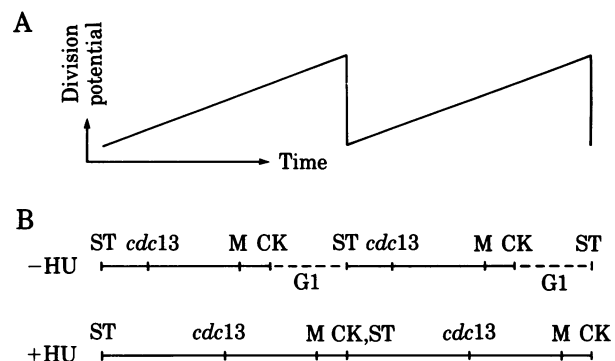 A
Division
potential
Time
B
ST cdc13 M CK ST cdc13 M CK ST
−HU
G1 G1
ST cdc13 M CK,ST cdc13 M CK
+HU